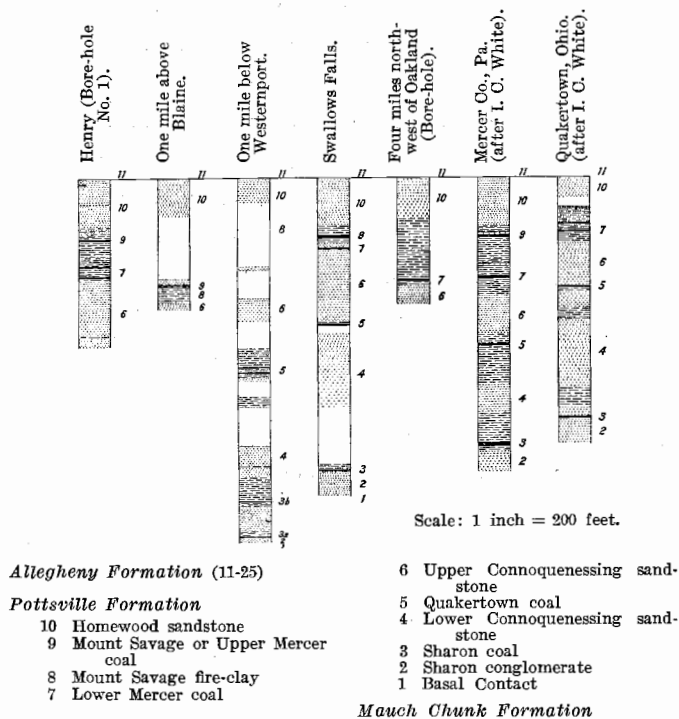 Henry (Bore-hole
No. 1).
One mile above
Blaine.
One mile below
Westernport.
Swallows Falls.
Four miles north-
west of Oakland
(Bore-hole).
Mercer Co., Pa.
(after I. C. White).
Quakertown, Ohio.
(after I. C. White).
11
10
9
7
6
11
10
9
8
6
11
10
8
6
5
4
3b
3a
11
10
8
7
6
5
4
3
2
1
11
10
7
6
11
10
9
7
6
5
4
3
2
11
10
7
6
5
4
3
2
Scale: 1 inch = 200 feet.
Allegheny Formation (11-25)
Pottsville Formation
10 Homewood sandstone
9 Mount Savage or Upper Mercer
coal
8 Mount Savage fire-clay
7 Lower Mercer coal
6 Upper Connoquenessing sand-
stone
5 Quakertown coal
4 Lower Connoquenessing sand-
stone
3 Sharon coal
2 Sharon conglomerate
1 Basal Contact
Mauch Chunk Formation